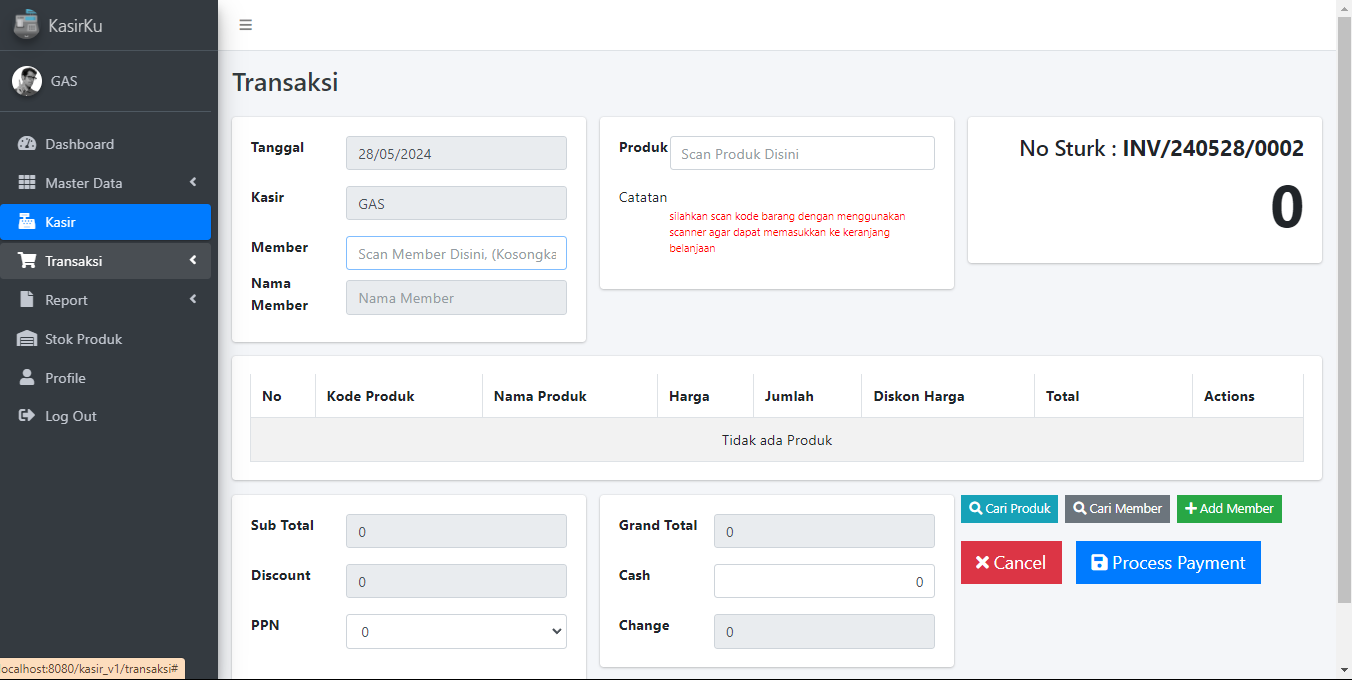 KasirKu
GAS
Dashboard
Master Data
Kasir
Transaksi
Report
Stok Produk
Profile
Log Out
Transaksi
Tanggal
28/05/2024
Kasir
GAS
Member
Scan Member Disini, (Kosongka
Nama
Member
Nama Member
Produk
Scan Produk Disini
Catatan
silahkan scan kode barang dengan menggunakan
scanner agar dapat memasukkan ke keranjang
belanjaan
No Sturk : INV/240528/0002
0
No Kode Produk Nama Produk Harga Jumlah Diskon Harga Total Actions
Tidak ada Produk
Sub Total 0
Discount 0
PPN 0
Grand Total 0
Cash 0
Change 0
Cari Produk Cari Member Add Member
Cancel Process Payment
localhost:8080/kasir_v1/transaksi#